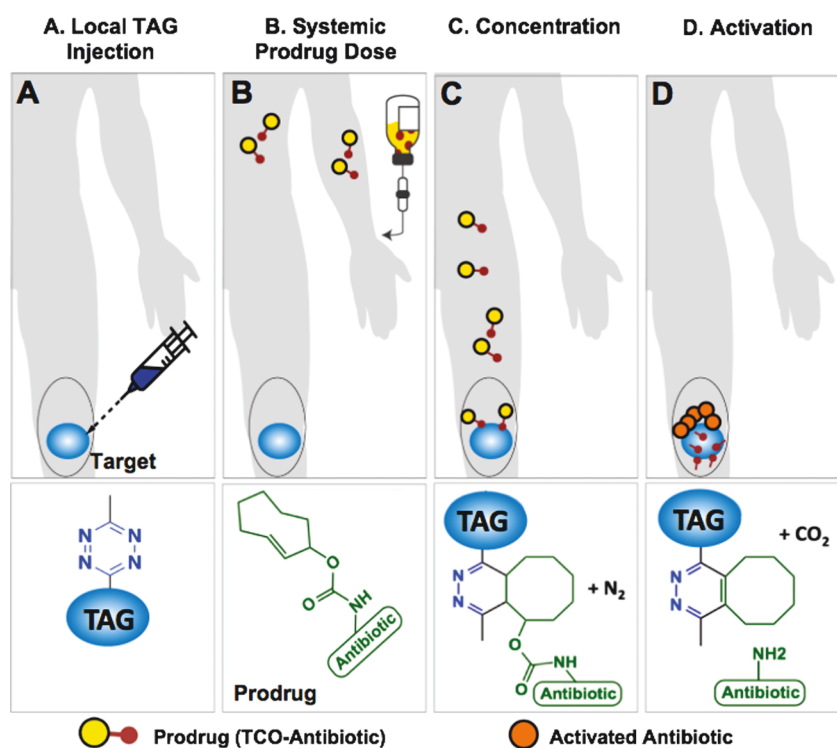 A. Local TAG
Injection
B. Systemic
Prodrug Dose
C. Concentration
D. Activation
A
Target
B
C
D
N
N
N
N
TAG
O
O
NH
Antibiotic
Prodrug
TAG
N
N
+ N₂
O
O
NH
Antibiotic
TAG
+ CO₂
N
N
NH2
Antibiotic
Prodrug (TCO-Antibiotic)
Activated Antibiotic